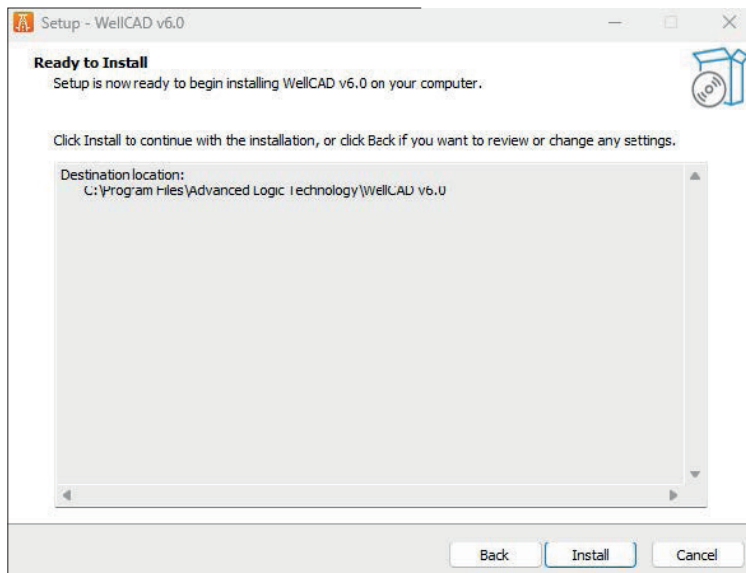 Setup - WellCAD v6.0
Ready to Install
Setup is now ready to begin installing WellCAD v6.0 on your computer.
Click Install to continue with the installation, or click Back if you want to review or change any settings.
Destination location:
C:\Program Files\Advanced Logic Technology\WellCAD v6.0
Back
Install
Cancel